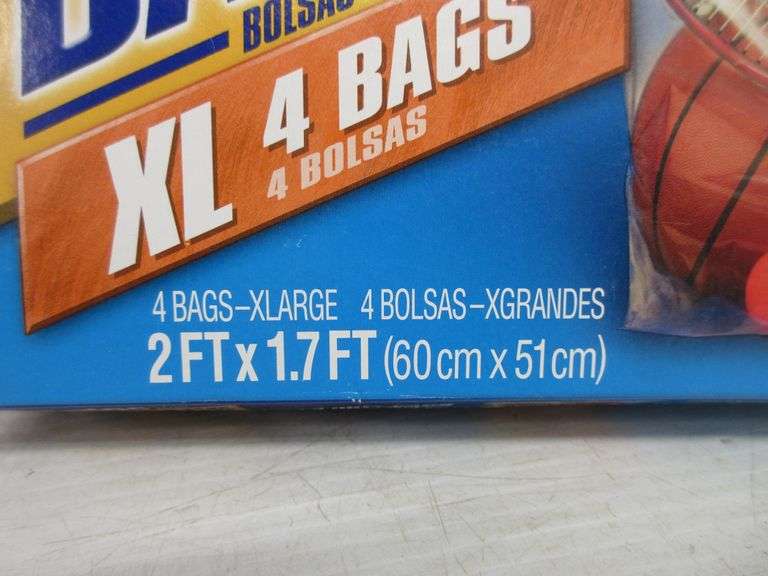 BOLSAS
XL 4 BAGS
4 BOLSAS
4 BAGS–XLARGE 4 BOLSAS–XGRANDES
2 FT x 1.7 FT (60 cm x 51 cm)